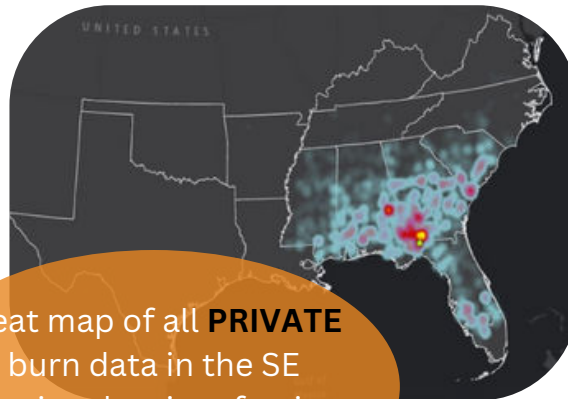 UNITED STATES
eat map of all PRIVATE
burn data in the SE